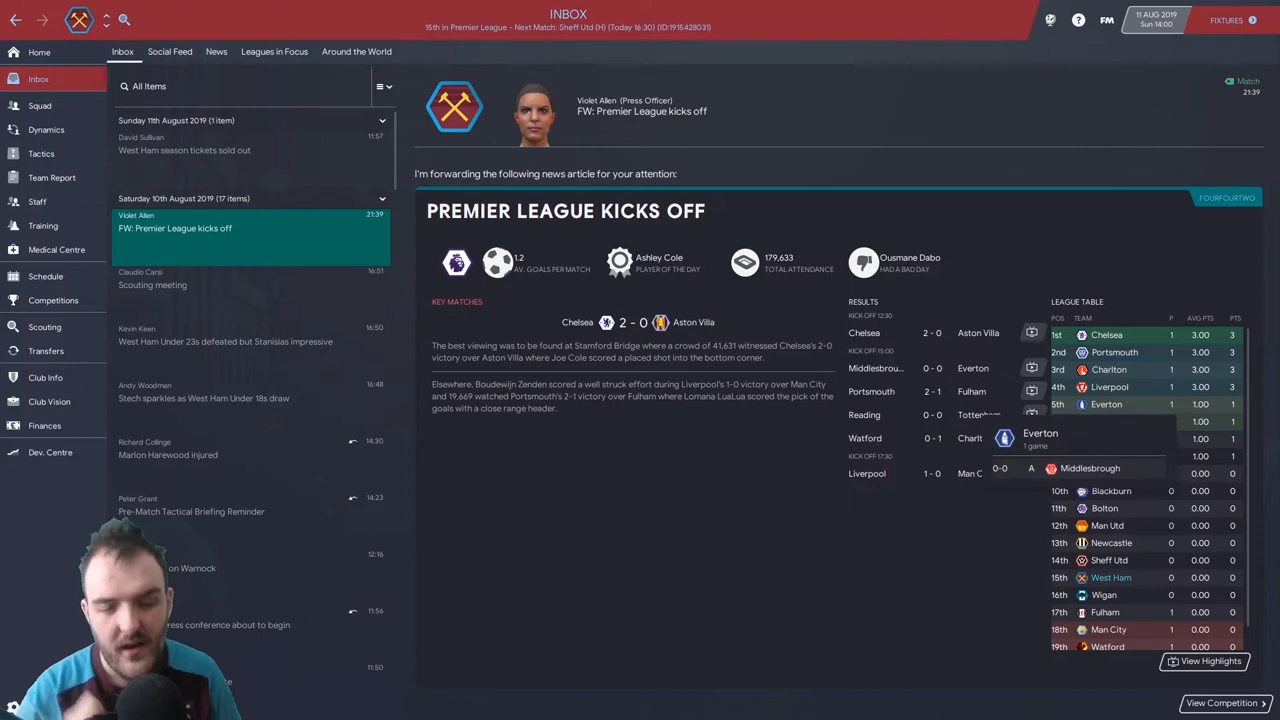 INBOX
15th in Premier League - Next Match: Sheff Utd (H) (Today 16:30) (ID:1915428031)
FM
11 AUG 2019
SUN 14:00
FIXTURES
Home
Inbox
Squad
Dynamics
Tactics
Team Report
Staff
Training
Medical Centre
Schedule
Competitions
Scouting
Transfers
Club Info
Club Vision
Finances
Dev. Centre
Inbox Social Feed News Leagues in Focus Around the World
All Items
Sunday 11th August 2019 (1 item)
David Sullivan 11:57
West Ham season tickets sold out
Saturday 10th August 2019 (17 items)
Violet Allen 21:39
FW: Premier League kicks off
Claudio Carsi 16:51
Scouting meeting
Kevin Keen 16:50
West Ham Under 23s defeated but Stanislas impressive
Andy Woodman 16:48
Stech sparkles as West Ham Under 18s draw
Richard Collinge 14:30
Marlon Harewood injured
Peter Grant 14:23
Pre-Match Tactical Briefing Reminder
12:16
on Warnock
11:56
conference about to begin
11:50
Violet Allen (Press Officer)
FW: Premier League kicks off
Match
21:39
I'm forwarding the following news article for your attention:
FOURFOURTWO
PREMIER LEAGUE KICKS OFF
1.2
AV. GOALS PER MATCH
Ashley Cole
PLAYER OF THE DAY
179,633
TOTAL ATTENDANCE
Ousmane Dabo
HAD A BAD DAY
KEY MATCHES
Chelsea 2 - 0 Aston Villa
The best viewing was to be found at Stamford Bridge where a crowd of 41,631 witnessed Chelsea's 2-0
victory over Aston Villa where Joe Cole scored a placed shot into the bottom corner.
Elsewhere, Boudewijn Zenden scored a well struck effort during Liverpool's 1-0 victory over Man City
and 19,669 watched Portsmouth's 2-1 victory over Fulham where Lomana LuaLua scored the pick of the
goals with a close range header.
RESULTS
KICK OFF 12:30
Chelsea 2 - 0 Aston Villa
KICK OFF 15:00
Middlesbrou... 0 - 0 Everton
Portsmouth 2 - 1 Fulham
Reading 0 - 0 Tottenham
Watford 0 - 1 Charlt
KICK OFF 17:30
Liverpool 1 - 0 Man C
LEAGUE TABLE
POS TEAM P AVG PTS PTS
1st Chelsea 1 3.00 3
2nd Portsmouth 1 3.00 3
3rd Charlton 1 3.00 3
4th Liverpool 1 3.00 3
5th Everton 1 1.00 1
1.00 1
1.00 1
1.00 1
0.00 0
10th Blackburn 0 0.00 0
11th Bolton 0 0.00 0
12th Man Utd 0 0.00 0
13th Newcastle 0 0.00 0
14th Sheff Utd 0 0.00 0
15th West Ham 0 0.00 0
16th Wigan 0 0.00 0
17th Fulham 1 0.00 0
18th Man City 1 0.00 0
19th Watford 1 0.00 0
Everton
1 game
0-0 A Middlesbrough
View Highlights
View Competition